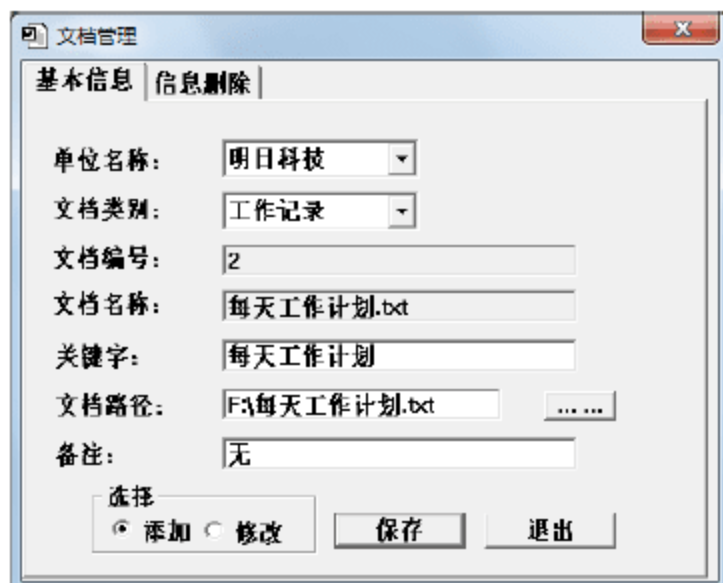 文档管理
基本信息 信息删除
单位名称： 明日科技
文档类别： 工作记录
文档编号： 2
文档名称： 每天工作计划.txt
关键字： 每天工作计划
文档路径： F:\每天工作计划.txt ... ...
备注： 无
选择
添加 修改 保存 退出